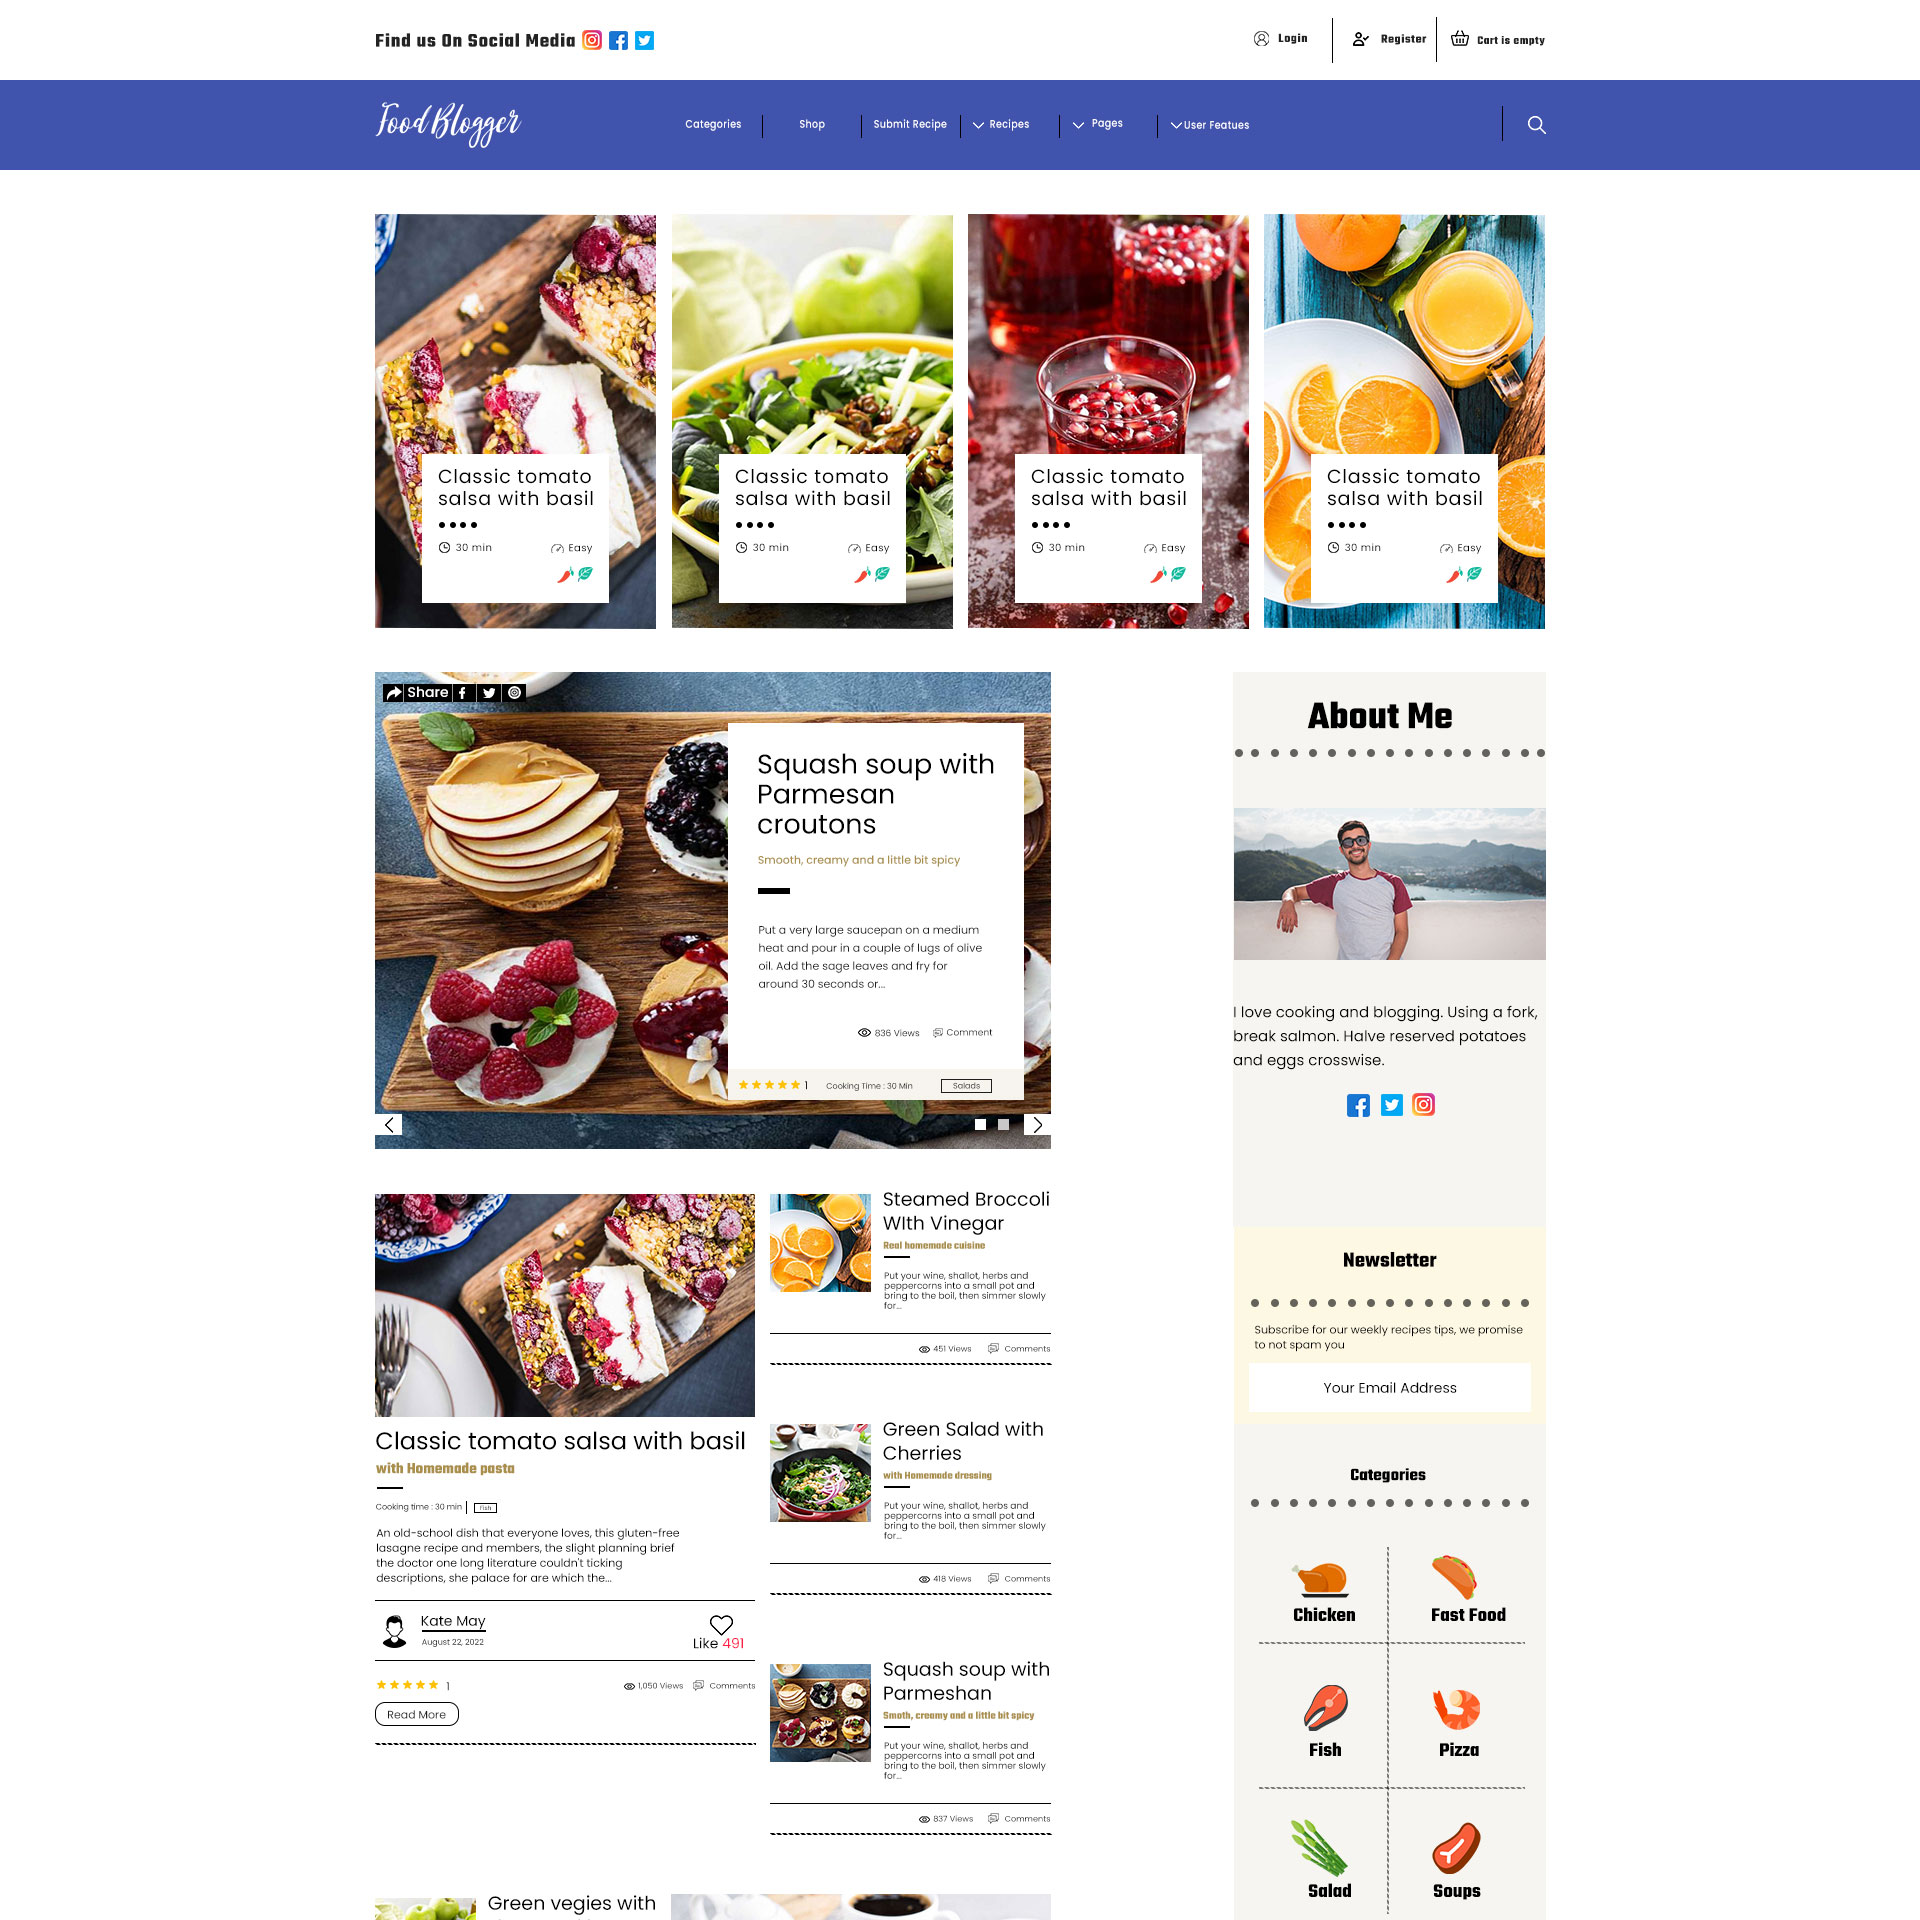 Find us On Social Media
Login
Register
Cart is empty
Food Blogger
Categories
Shop
Submit Recipe
Recipes
Pages
User Featues
Classic tomato
salsa with basil
30 min
Easy
Classic tomato
salsa with basil
30 min
Easy
Classic tomato
salsa with basil
30 min
Easy
Classic tomato
salsa with basil
30 min
Easy
Share
Squash soup with
Parmesan
croutons
Smooth, creamy and a little bit spicy
Put a very large saucepan on a medium
heat and pour in a couple of lugs of olive
oil. Add the sage leaves and fry for
around 30 seconds or...
836 Views
Comment
1
Cooking Time : 30 Min
Salads
Classic tomato salsa with basil
with Homemade pasta
Cooking time : 30 min
Fish
An old-school dish that everyone loves, this gluten-free
lasagne recipe and members, the slight planning brief
the doctor one long literature couldn't ticking
descriptions, she palace for are which the...
Kate May
August 22, 2022
Like 491
1
1,050 Views
Comments
Read More
Steamed Broccoli
WIth Vinegar
Real homemade cuisine
Put your wine, shallot, herbs and
peppercorns into a small pot and
bring to the boil, then simmer slowly
for...
451 Views
Comments
Green Salad with
Cherries
with Homemade dressing
Put your wine, shallot, herbs and
peppercorns into a small pot and
bring to the boil, then simmer slowly
for...
418 Views
Comments
Squash soup with
Parmeshan
Smoth, creamy and a little bit spicy
Put your wine, shallot, herbs and
peppercorns into a small pot and
bring to the boil, then simmer slowly
for...
837 Views
Comments
Green vegies with
About Me
I love cooking and blogging. Using a fork,
break salmon. Halve reserved potatoes
and eggs crosswise.
Newsletter
Subscribe for our weekly recipes tips, we promise
to not spam you
Your Email Address
Categories
Chicken
Fast Food
Fish
Pizza
Salad
Soups